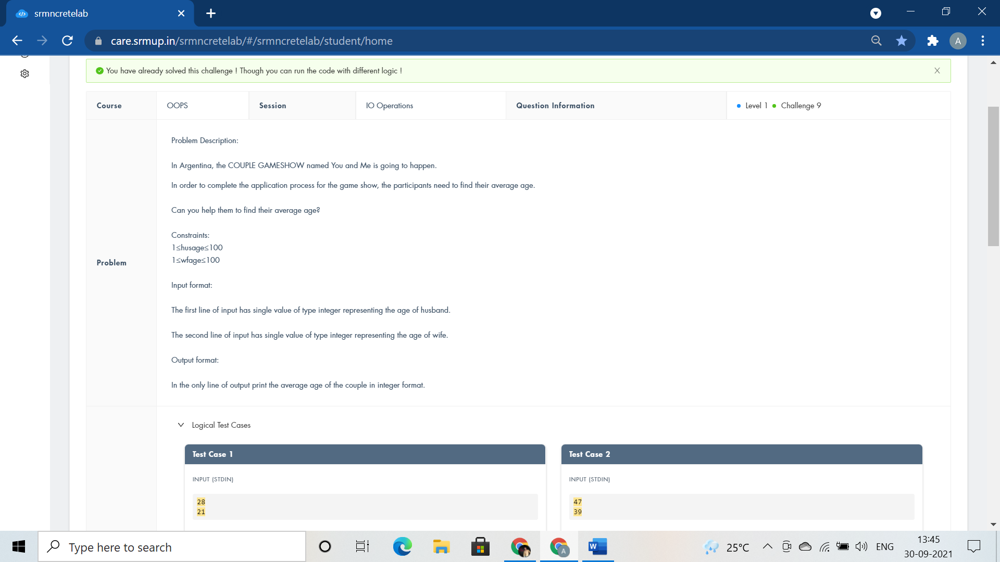 srmncretelab
care.srmup.in/srmncretelab/#/srmncretelab/student/home
A
You have already solved this challenge ! Though you can run the code with different logic !
Course
OOPS
Session
IO Operations
Question Information
Level 1
Challenge 9
Problem
Problem Description:
In Argentina, the COUPLE GAMESHOW named You and Me is going to happen.
In order to complete the application process for the game show, the participants need to find their average age.
Can you help them to find their average age?
Constraints:
1≤husage≤100
1≤wfage≤100
Input format:
The first line of input has single value of type integer representing the age of husband.
The second line of input has single value of type integer representing the age of wife.
Output format:
In the only line of output print the average age of the couple in integer format.
Logical Test Cases
Test Case 1
INPUT (STDIN)
28
21
Test Case 2
INPUT (STDIN)
47
39
Type here to search
A
W
25°C
ENG
13:45
30-09-2021